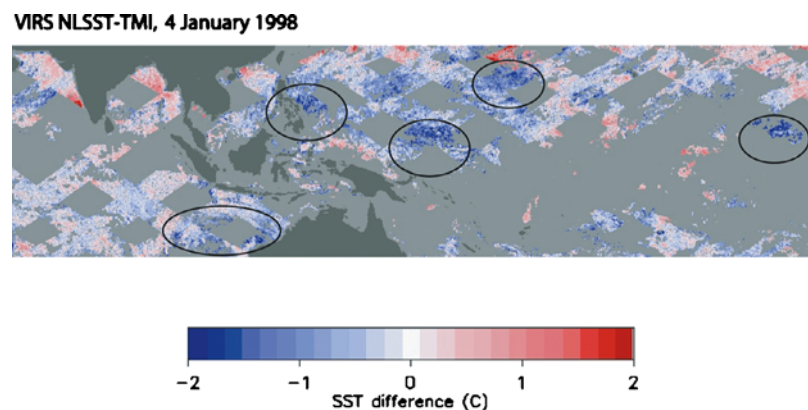 VIRS NLSST-TMI, 4 January 1998
−2 −1 0 1 2
SST difference (C)